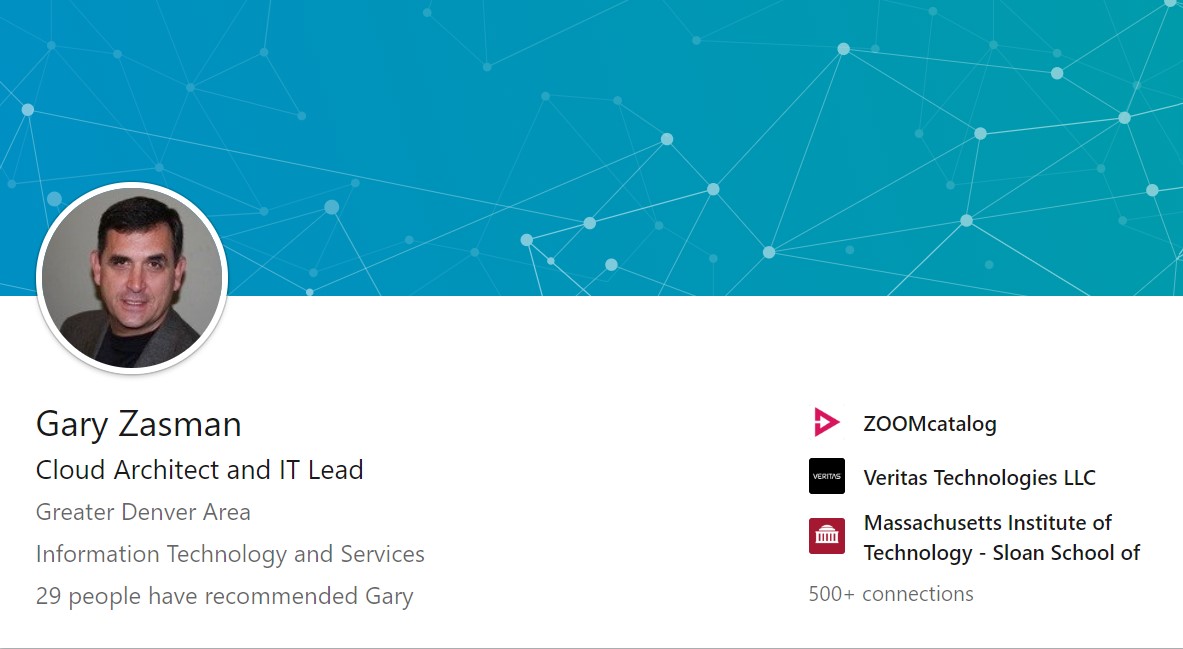 Gary Zasman
Cloud Architect and IT Lead
Greater Denver Area
Information Technology and Services
29 people have recommended Gary
ZOOMcatalog
VERITAS
Veritas Technologies LLC
Massachusetts Institute of
Technology - Sloan School of
500+ connections